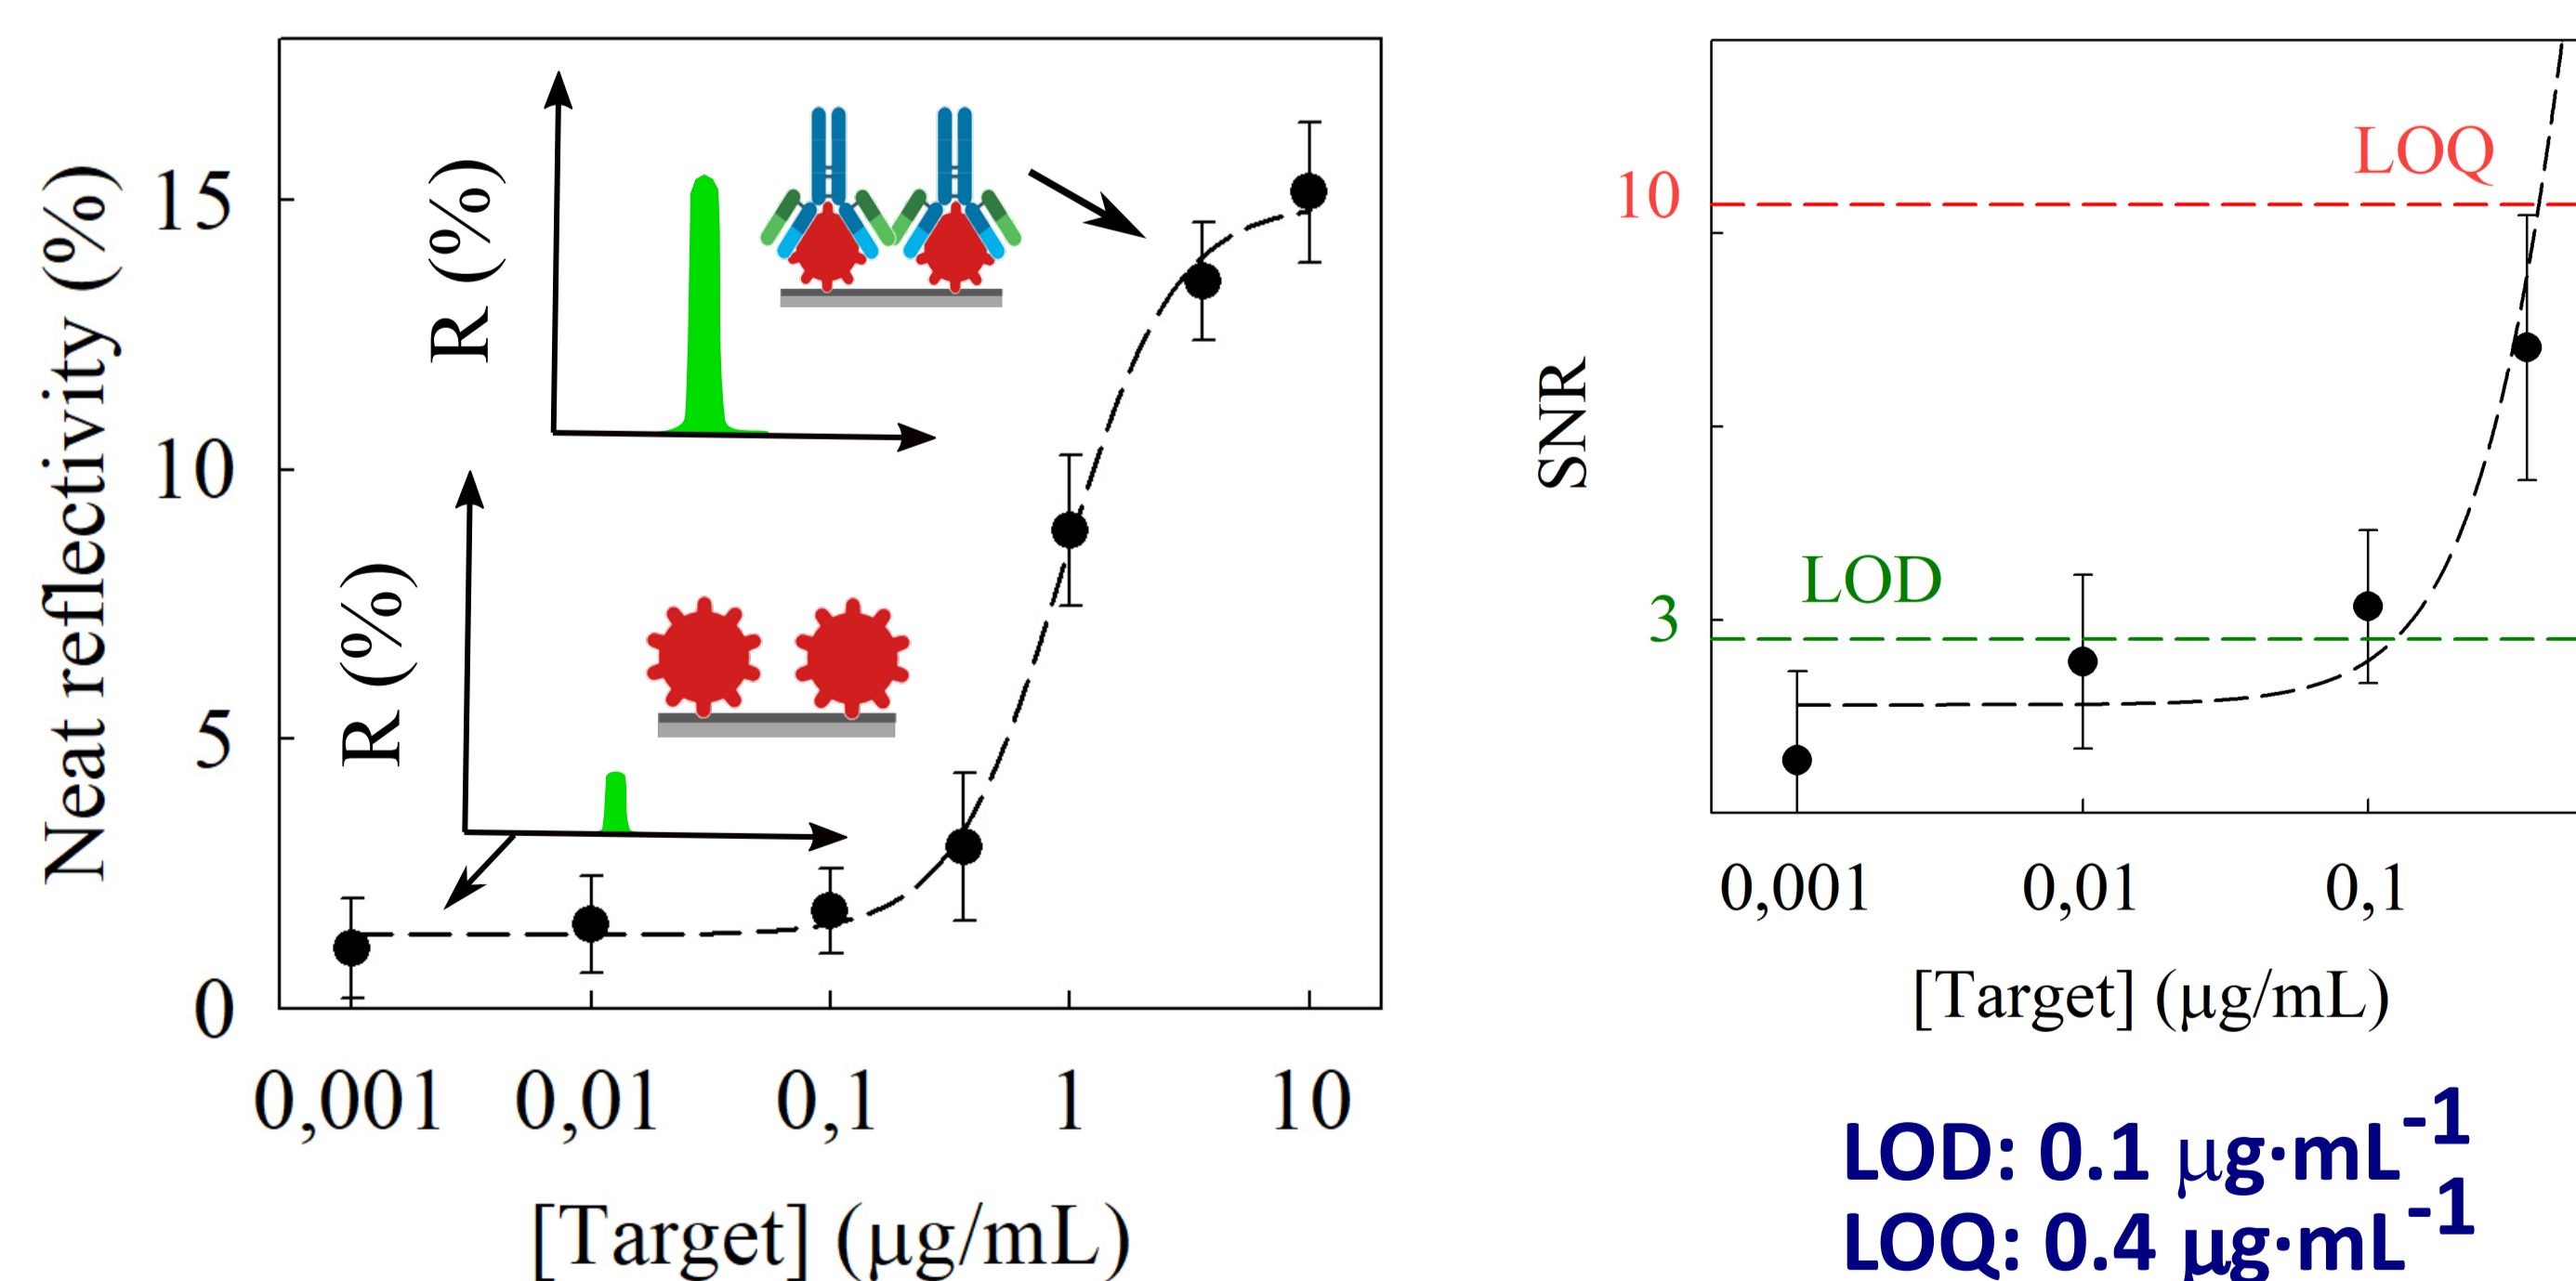 Neat reflectivity (%)
15
10
5
0
R (%)
R (%)
0,001 0,01 0,1 1 10
[Target] (μg/mL)
SNR
10
3
LOQ
LOD
0,001 0,01 0,1
[Target] (μg/mL)
LOD: 0.1 μg·mL⁻¹
LOQ: 0.4 μg·mL⁻¹